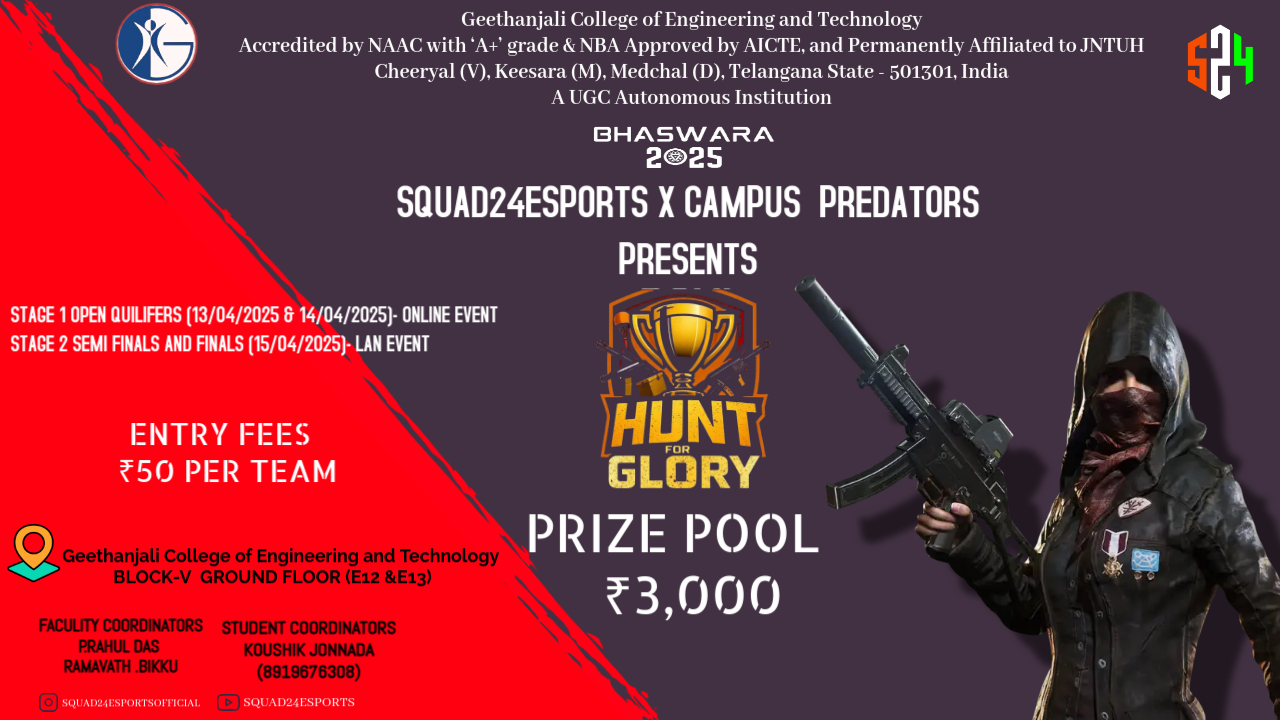 Geethanjali College of Engineering and Technology
Accredited by NAAC with ‘A+’ grade & NBA Approved by AICTE, and Permanently Affiliated to JNTUH
Cheeryal (V), Keesara (M), Medchal (D), Telangana State - 501301, India
A UGC Autonomous Institution
S24
BHASWARA
2025
SQUAD24ESPORTS X CAMPUS PREDATORS
PRESENTS
STAGE 1 OPEN QUILIFERS (13/04/2025 & 14/04/2025)- ONLINE EVENT
STAGE 2 SEMI FINALS AND FINALS (15/04/2025)- LAN EVENT
HUNT
FOR
GLORY
ENTRY FEES
₹50 PER TEAM
PRIZE POOL
₹3,000
Geethanjali College of Engineering and Technology
BLOCK-V GROUND FLOOR (E12 &E13)
FACULITY COORDINATORS
P.RAHUL DAS
RAMAVATH .BIKKU
STUDENT COORDINATORS
KOUSHIK JONNADA
(8919676308)
SQUAD24ESPORTSOFFICIAL
SQUAD24ESPORTS